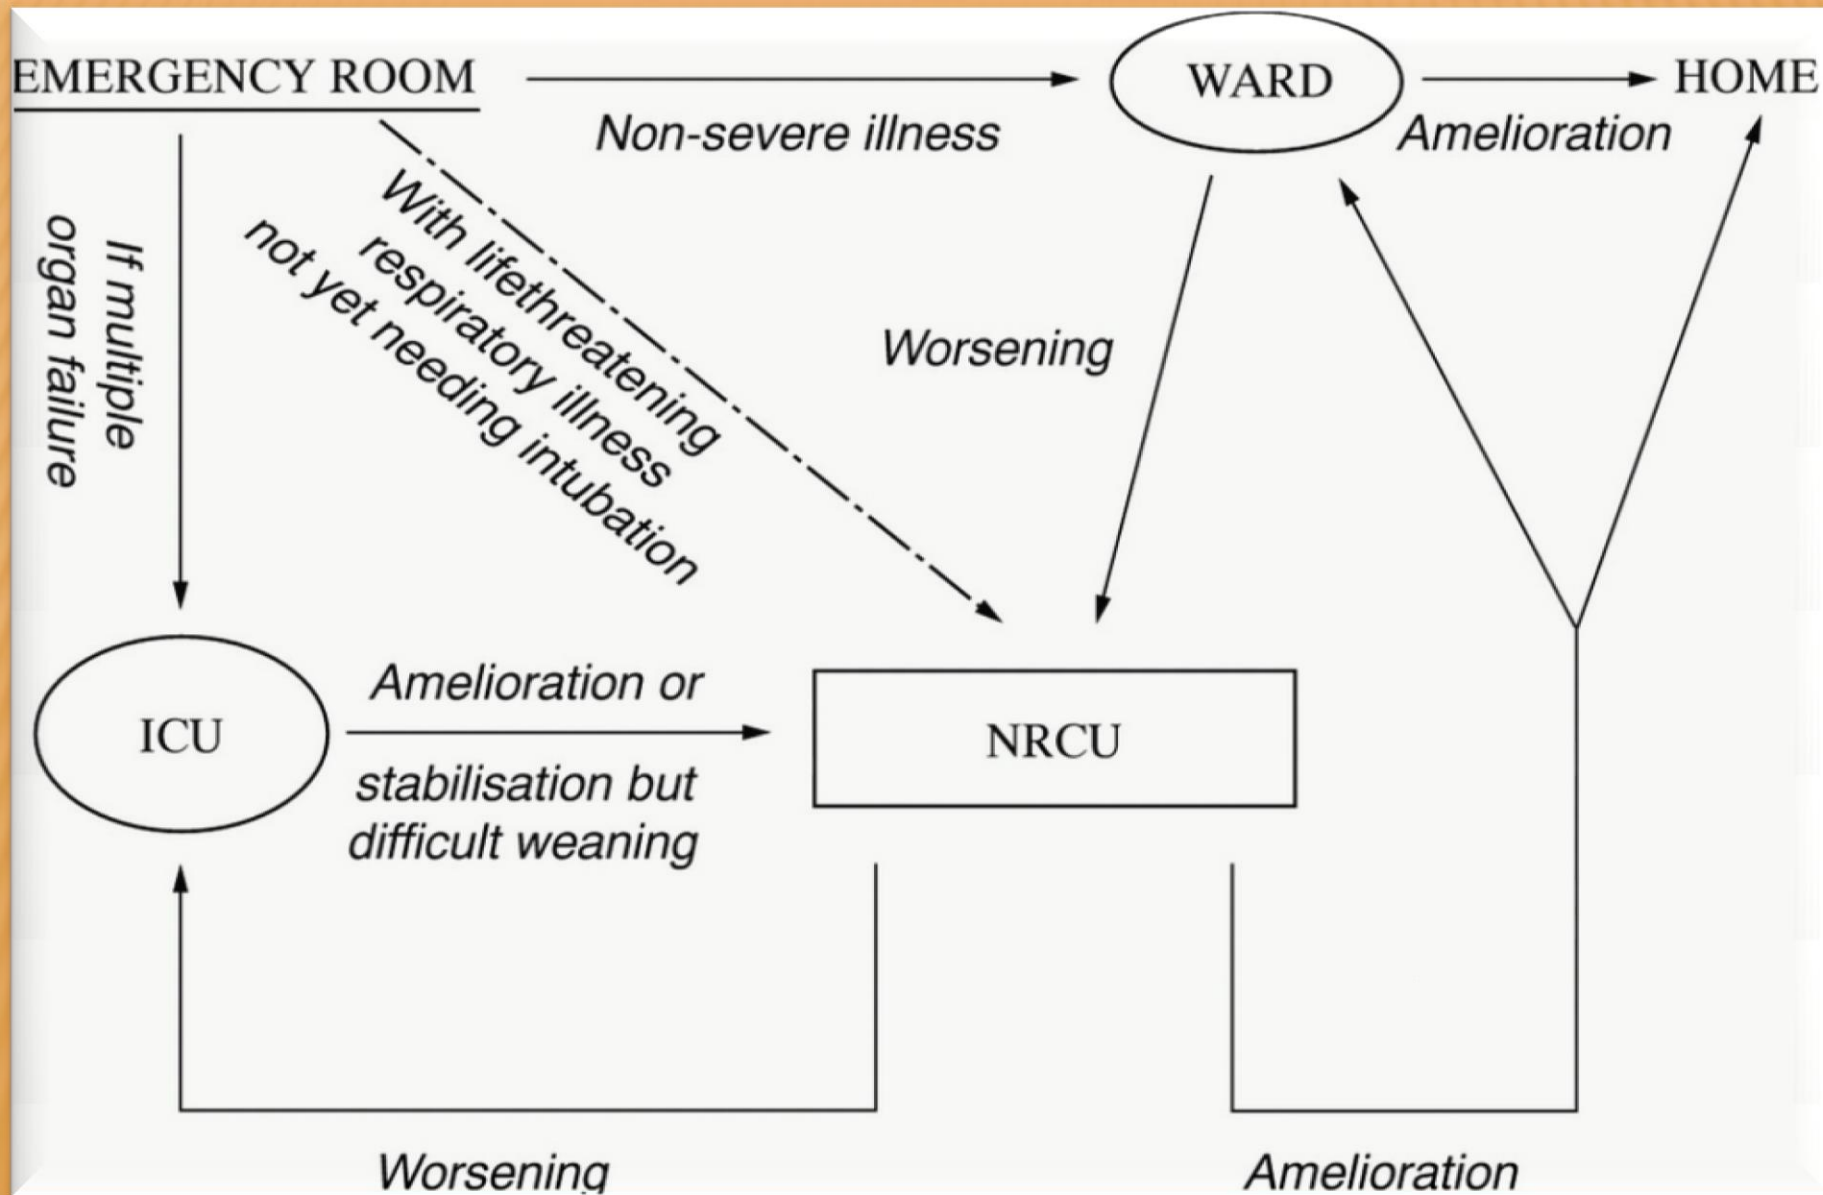 EMERGENCY ROOM
Non-severe illness
WARD
Amelioration
HOME
If multiple
organ failure
With lifethreatening
respiratory illness
not yet needing intubation
Worsening
ICU
Amelioration or
stabilisation but
difficult weaning
NRCU
Worsening
Amelioration